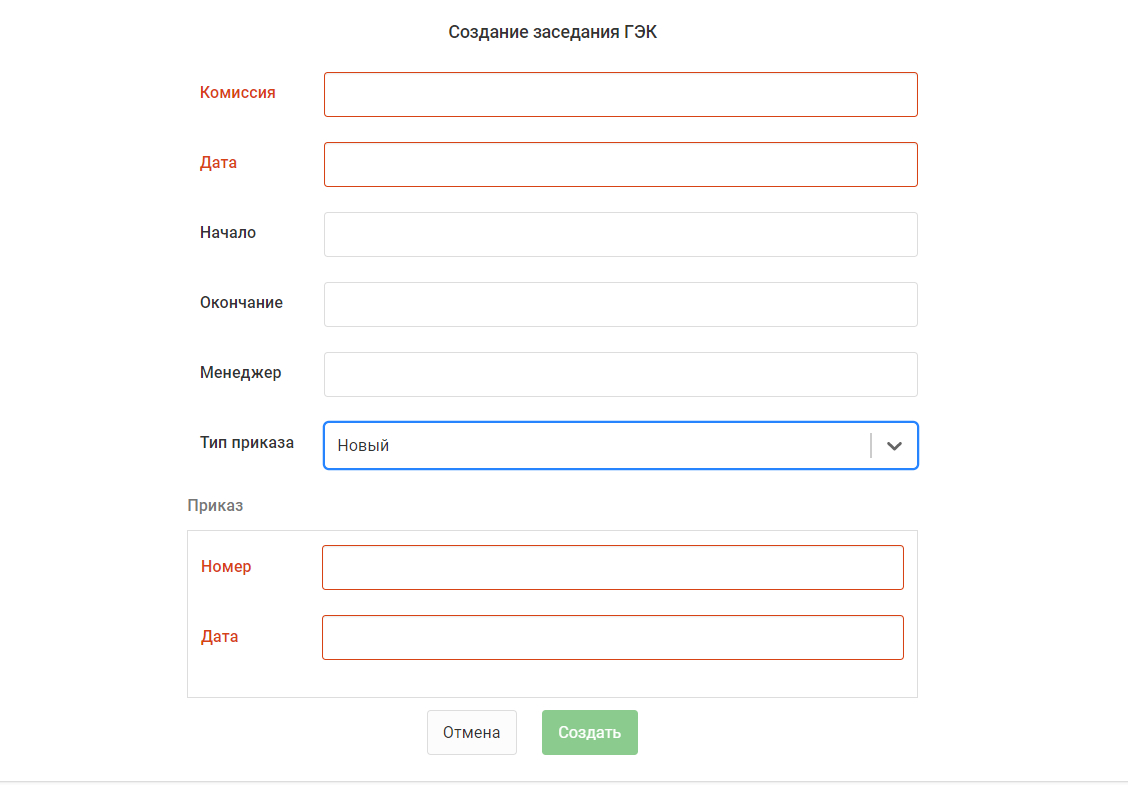 Создание заседания ГЭК
Комиссия
Дата
Начало
Окончание
Менеджер
Тип приказа Новый
Приказ
Номер
Дата
Отмена Создать